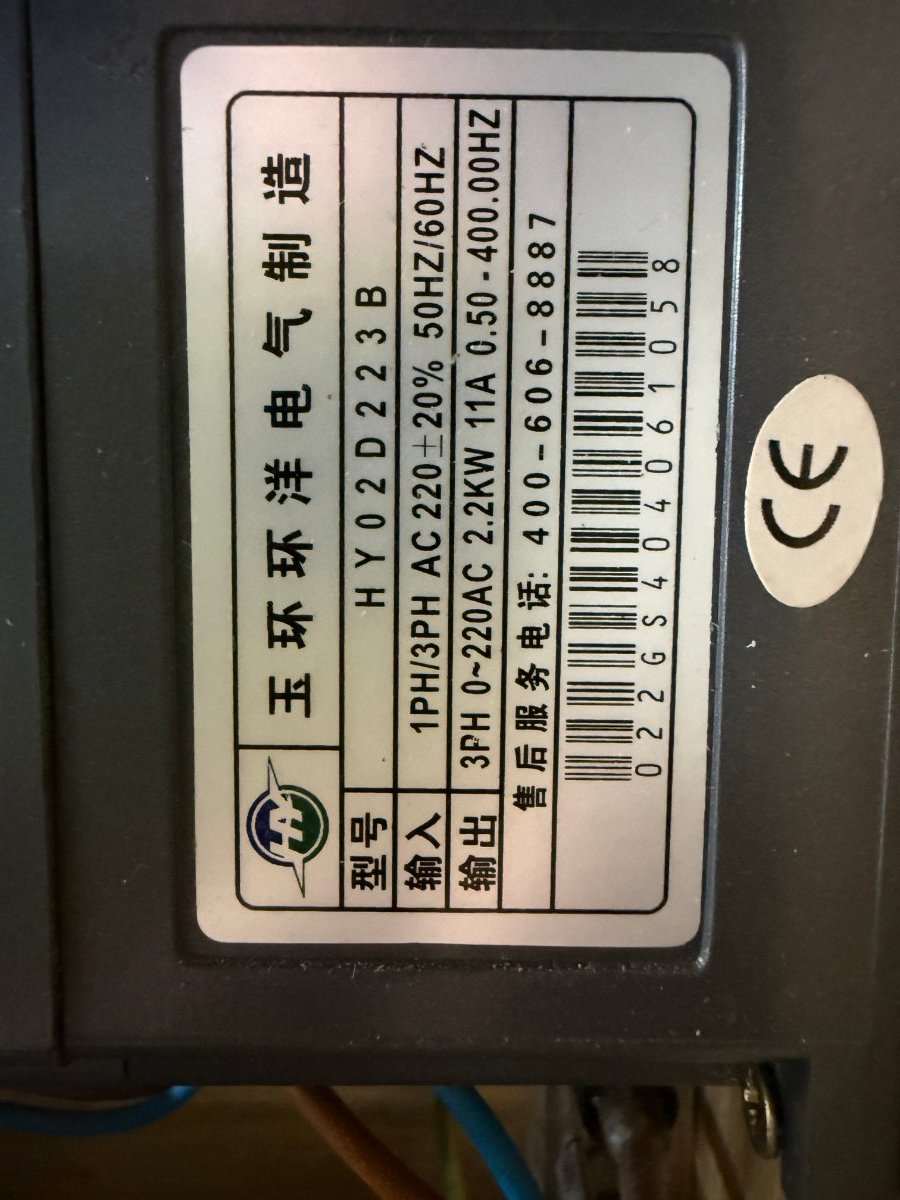 HA
玉环环洋电气制造
型号 HY02D223B
输入 1PH/3PH AC 220±20% 50HZ/60HZ
输出 3PH 0~220AC 2.2KW 11A 0.50-400.00HZ
售后服务电话: 400-606-8887
022GS404061058
CE